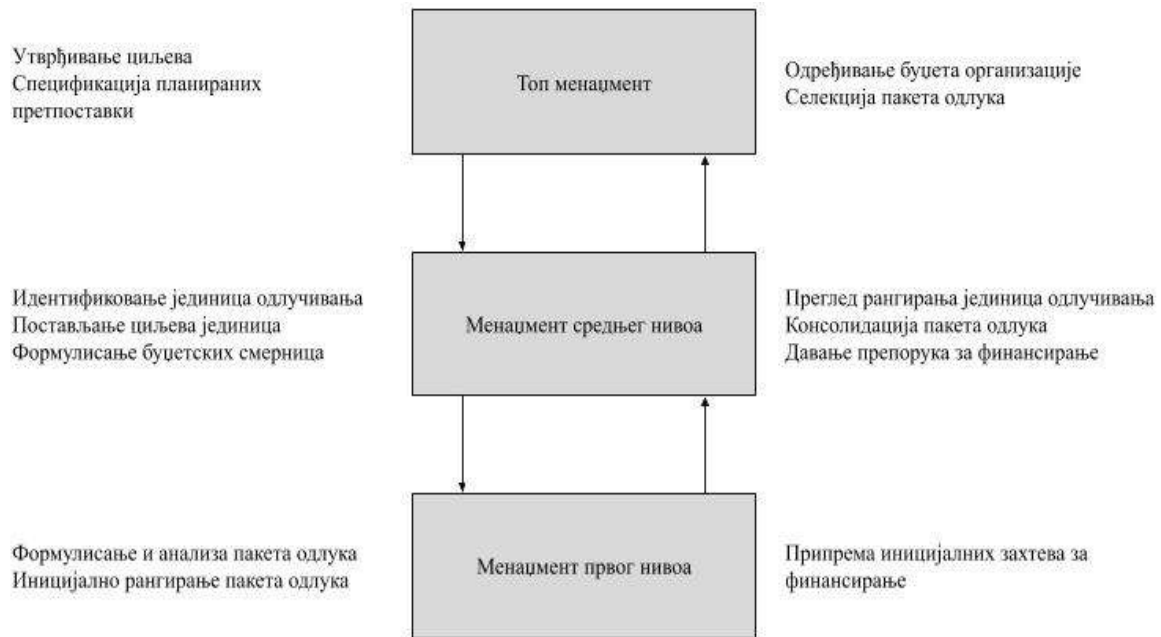 Утврђивање циљева
Спецификација планираних
претпоставки
Топ менаџмент
Одређивање буџета организације
Селекција пакета одлука
Идентификовање јединица одлучивања
Постављање циљева јединица
Формулисање буџетских смерница
Менаџмент средњег нивоа
Преглед рангирања јединица одлучивања
Консолидација пакета одлука
Давање препорука за финансирање
Формулисање и анализа пакета одлука
Иницијално рангирање пакета одлука
Менаџмент првог нивоа
Припрема иницијалних захтева за
финансирање